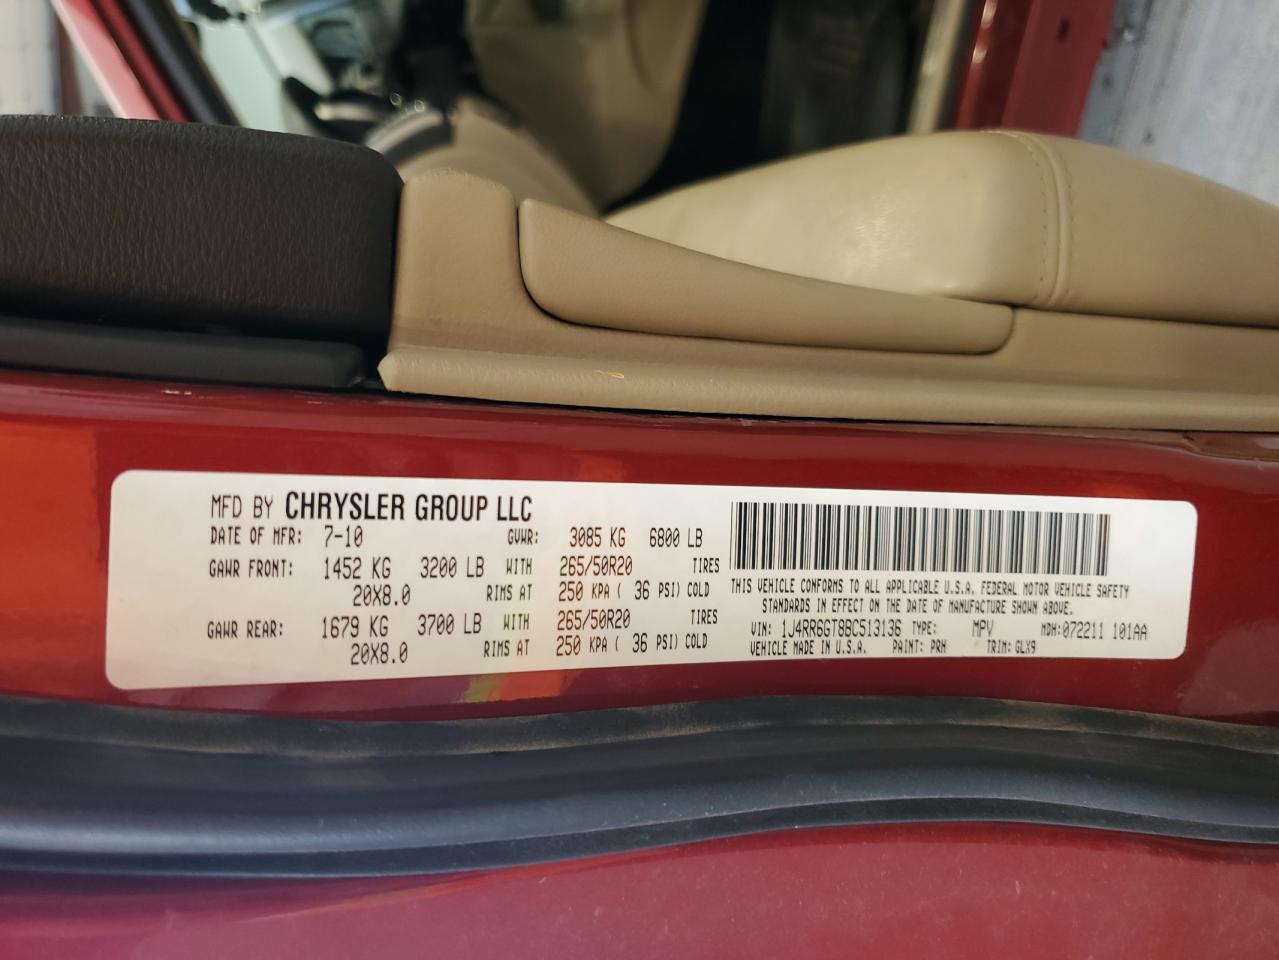 MFD BY CHRYSLER GROUP LLC
DATE OF MFR: 7-10 GVWR: 3085 KG 6800 LB
GAWR FRONT: 1452 KG 3200 LB WITH 265/50R20 TIRES
20X8.0 RIMS AT 250 KPA ( 36 PSI) COLD
GAWR REAR: 1679 KG 3700 LB WITH 265/50R20 TIRES
20X8.0 RIMS AT 250 KPA ( 36 PSI) COLD
THIS VEHICLE CONFORMS TO ALL APPLICABLE U.S.A. FEDERAL MOTOR VEHICLE SAFETY
STANDARDS IN EFFECT ON THE DATE OF MANUFACTURE SHOWN ABOVE.
VIN: 1J4RR6GT8BC513136 TYPE: MPV MDH:072211 101AA
VEHICLE MADE IN U.S.A. PAINT: PRH TRIM: GLX9